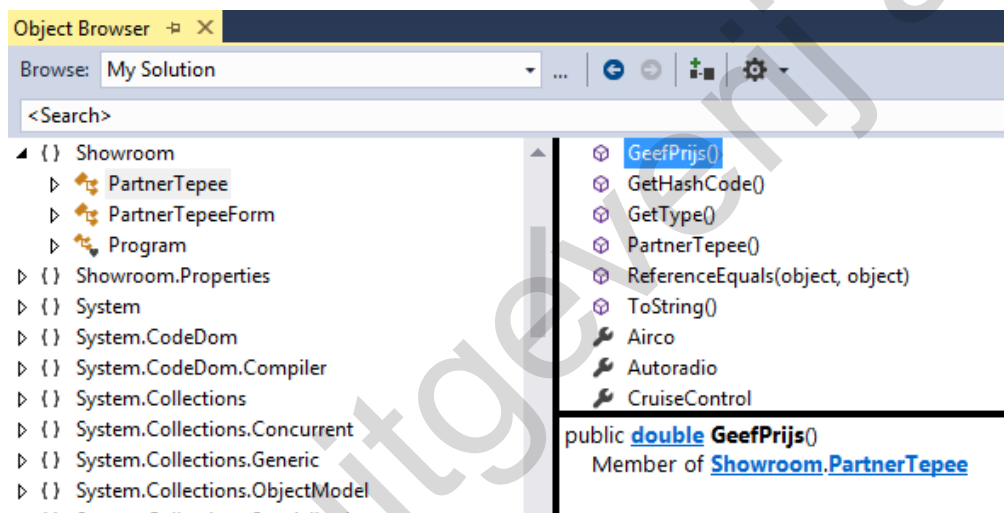 Object Browser
Browse: My Solution
...
<Search>
{ } Showroom
PartnerTepee
PartnerTepeeForm
Program
{ } Showroom.Properties
{ } System
{ } System.CodeDom
{ } System.CodeDom.Compiler
{ } System.Collections
{ } System.Collections.Concurrent
{ } System.Collections.Generic
{ } System.Collections.ObjectModel
GeefPrijs()
GetHashCode()
GetType()
PartnerTepee()
ReferenceEquals(object, object)
ToString()
Airco
Autoradio
CruiseControl
public double GeefPrijs()
Member of Showroom.PartnerTepee
uitgeverij